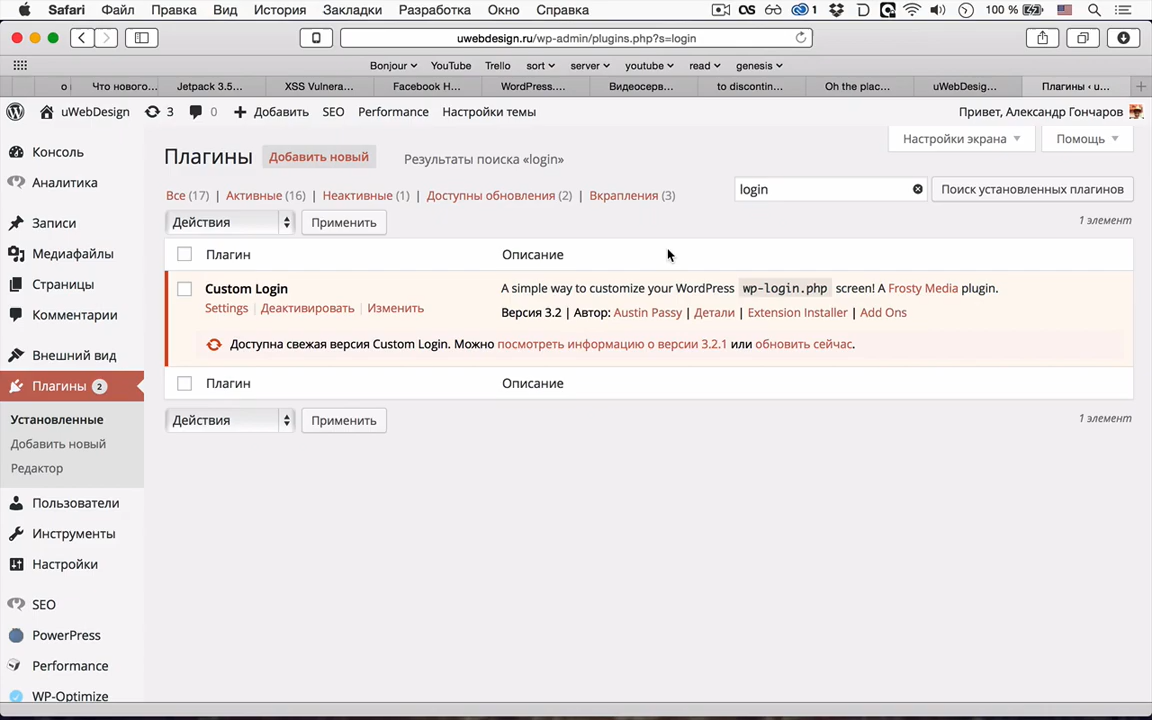 Safari Файл Правка Вид История Закладки Разработка Окно Справка 1 100 %
uwebdesign.ru/wp-admin/plugins.php?s=login
Bonjour YouTube Trello sort server youtube read genesis
о і Что нового... Jetpack 3.5... XSS Vulnera... Facebook H... WordPress.... Видеосерв... to discontin... Oh the plac... uWebDesig... Плагины ‹ u...
uWebDesign 3 0 Добавить SEO Performance Настройки темы Привет, Александр Гончаров
Настройки экрана Помощь
Плагины Добавить новый Результаты поиска «login»
Все (17) | Активные (16) | Неактивные (1) | Доступны обновления (2) | Вкрапления (3)
login Поиск установленных плагинов
Действия Применить 1 элемент
Плагин Описание
Custom Login A simple way to customize your WordPress wp-login.php screen! A Frosty Media plugin.
Settings | Деактивировать | Изменить Версия 3.2 | Автор: Austin Passy | Детали | Extension Installer | Add Ons
Доступна свежая версия Custom Login. Можно посмотреть информацию о версии 3.2.1 или обновить сейчас.
Плагин Описание
Действия Применить 1 элемент
Консоль
Аналитика
Записи
Медиафайлы
Страницы
Комментарии
Внешний вид
Плагины 2
Установленные
Добавить новый
Редактор
Пользователи
Инструменты
Настройки
SEO
PowerPress
Performance
WP-Optimize